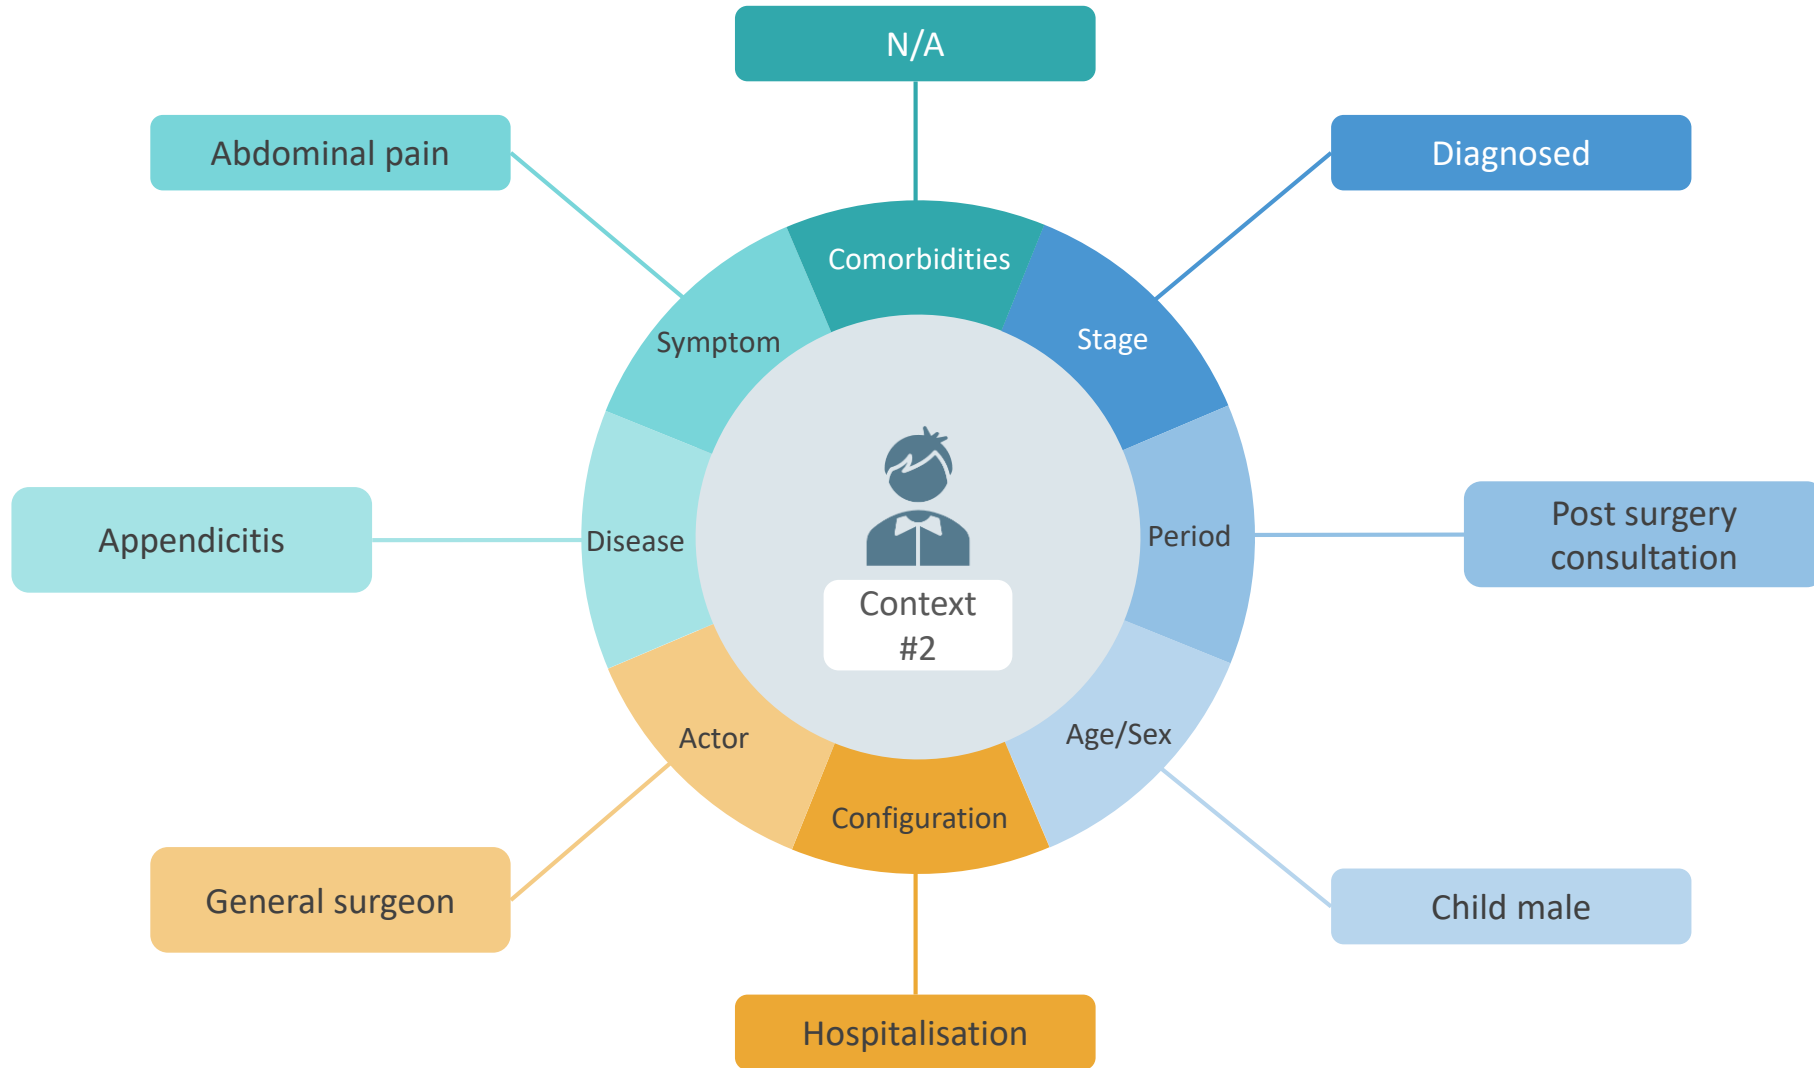 N/A
Abdominal pain
Diagnosed
Comorbidities
Symptom
Stage
Appendicitis
Disease
Period
Post surgery
consultation
Context
#2
Actor
Age/Sex
Configuration
General surgeon
Child male
Hospitalisation